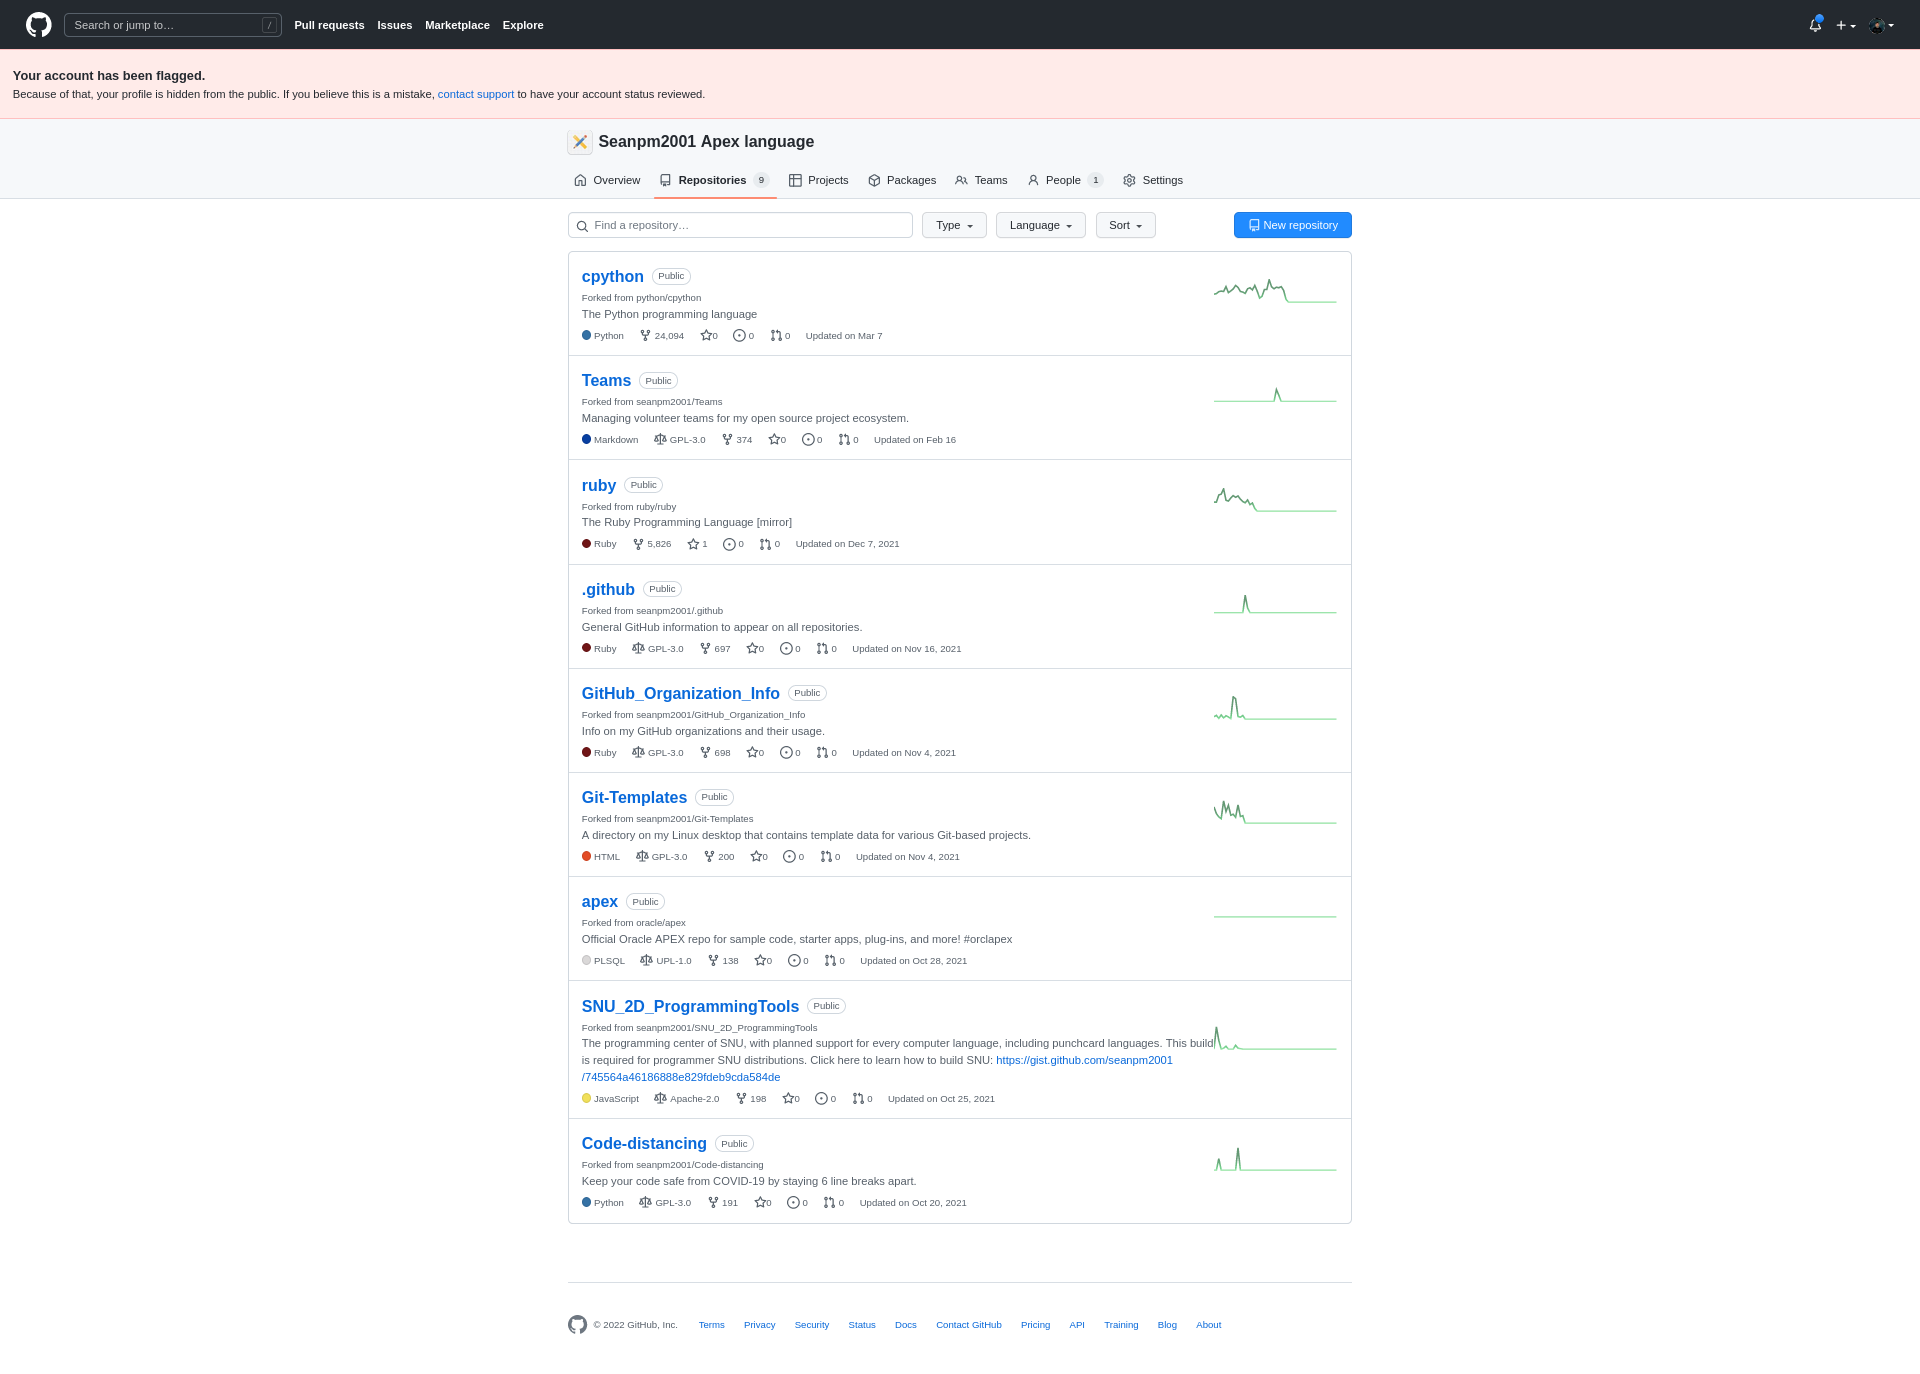 Search or jump to… /
Pull requests Issues Marketplace Explore
Your account has been flagged.
Because of that, your profile is hidden from the public. If you believe this is a mistake, contact support to have your account status reviewed.
Seanpm2001 Apex language
Overview Repositories 9 Projects Packages Teams People 1 Settings
Find a repository… Type Language Sort New repository
cpython Public
Forked from python/cpython
The Python programming language
Python 24,094 0 0 0 Updated on Mar 7
Teams Public
Forked from seanpm2001/Teams
Managing volunteer teams for my open source project ecosystem.
Markdown GPL-3.0 374 0 0 0 Updated on Feb 16
ruby Public
Forked from ruby/ruby
The Ruby Programming Language [mirror]
Ruby 5,826 1 0 0 Updated on Dec 7, 2021
.github Public
Forked from seanpm2001/.github
General GitHub information to appear on all repositories.
Ruby GPL-3.0 697 0 0 0 Updated on Nov 16, 2021
GitHub_Organization_Info Public
Forked from seanpm2001/GitHub_Organization_Info
Info on my GitHub organizations and their usage.
Ruby GPL-3.0 698 0 0 0 Updated on Nov 4, 2021
Git-Templates Public
Forked from seanpm2001/Git-Templates
A directory on my Linux desktop that contains template data for various Git-based projects.
HTML GPL-3.0 200 0 0 0 Updated on Nov 4, 2021
apex Public
Forked from oracle/apex
Official Oracle APEX repo for sample code, starter apps, plug-ins, and more! #orclapex
PLSQL UPL-1.0 138 0 0 0 Updated on Oct 28, 2021
SNU_2D_ProgrammingTools Public
Forked from seanpm2001/SNU_2D_ProgrammingTools
The programming center of SNU, with planned support for every computer language, including punchcard languages. This build
is required for programmer SNU distributions. Click here to learn how to build SNU: https://gist.github.com/seanpm2001
/745564a46186888e829fdeb9cda584de
JavaScript Apache-2.0 198 0 0 0 Updated on Oct 25, 2021
Code-distancing Public
Forked from seanpm2001/Code-distancing
Keep your code safe from COVID-19 by staying 6 line breaks apart.
Python GPL-3.0 191 0 0 0 Updated on Oct 20, 2021
© 2022 GitHub, Inc. Terms Privacy Security Status Docs Contact GitHub Pricing API Training Blog About